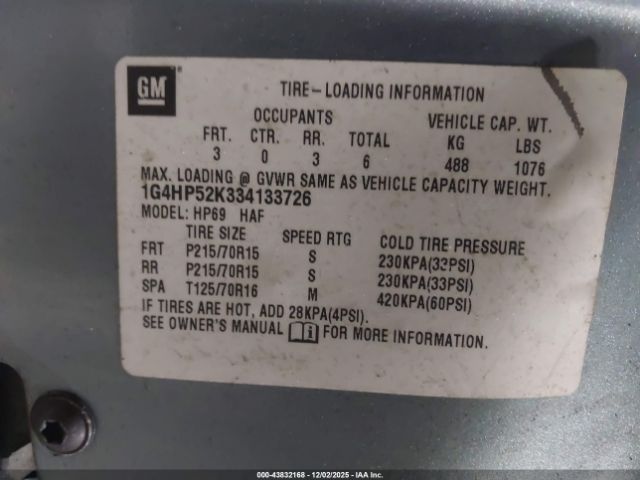 GM
®
TIRE-LOADING INFORMATION
OCCUPANTS VEHICLE CAP. WT.
FRT. CTR. RR. TOTAL KG LBS
3 0 3 6 488 1076
MAX. LOADING @ GVWR SAME AS VEHICLE CAPACITY WEIGHT.
1G4HP52K334133726
MODEL: HP69 HAF
TIRE SIZE SPEED RTG COLD TIRE PRESSURE
FRT P215/70R15 S 230KPA(33PSI)
RR P215/70R15 S 230KPA(33PSI)
SPA T125/70R16 M 420KPA(60PSI)
IF TIRES ARE HOT, ADD 28KPA(4PSI).
SEE OWNER'S MANUAL i FOR MORE INFORMATION.
000-43832168 - 12/02/2025 - IAA, Inc.